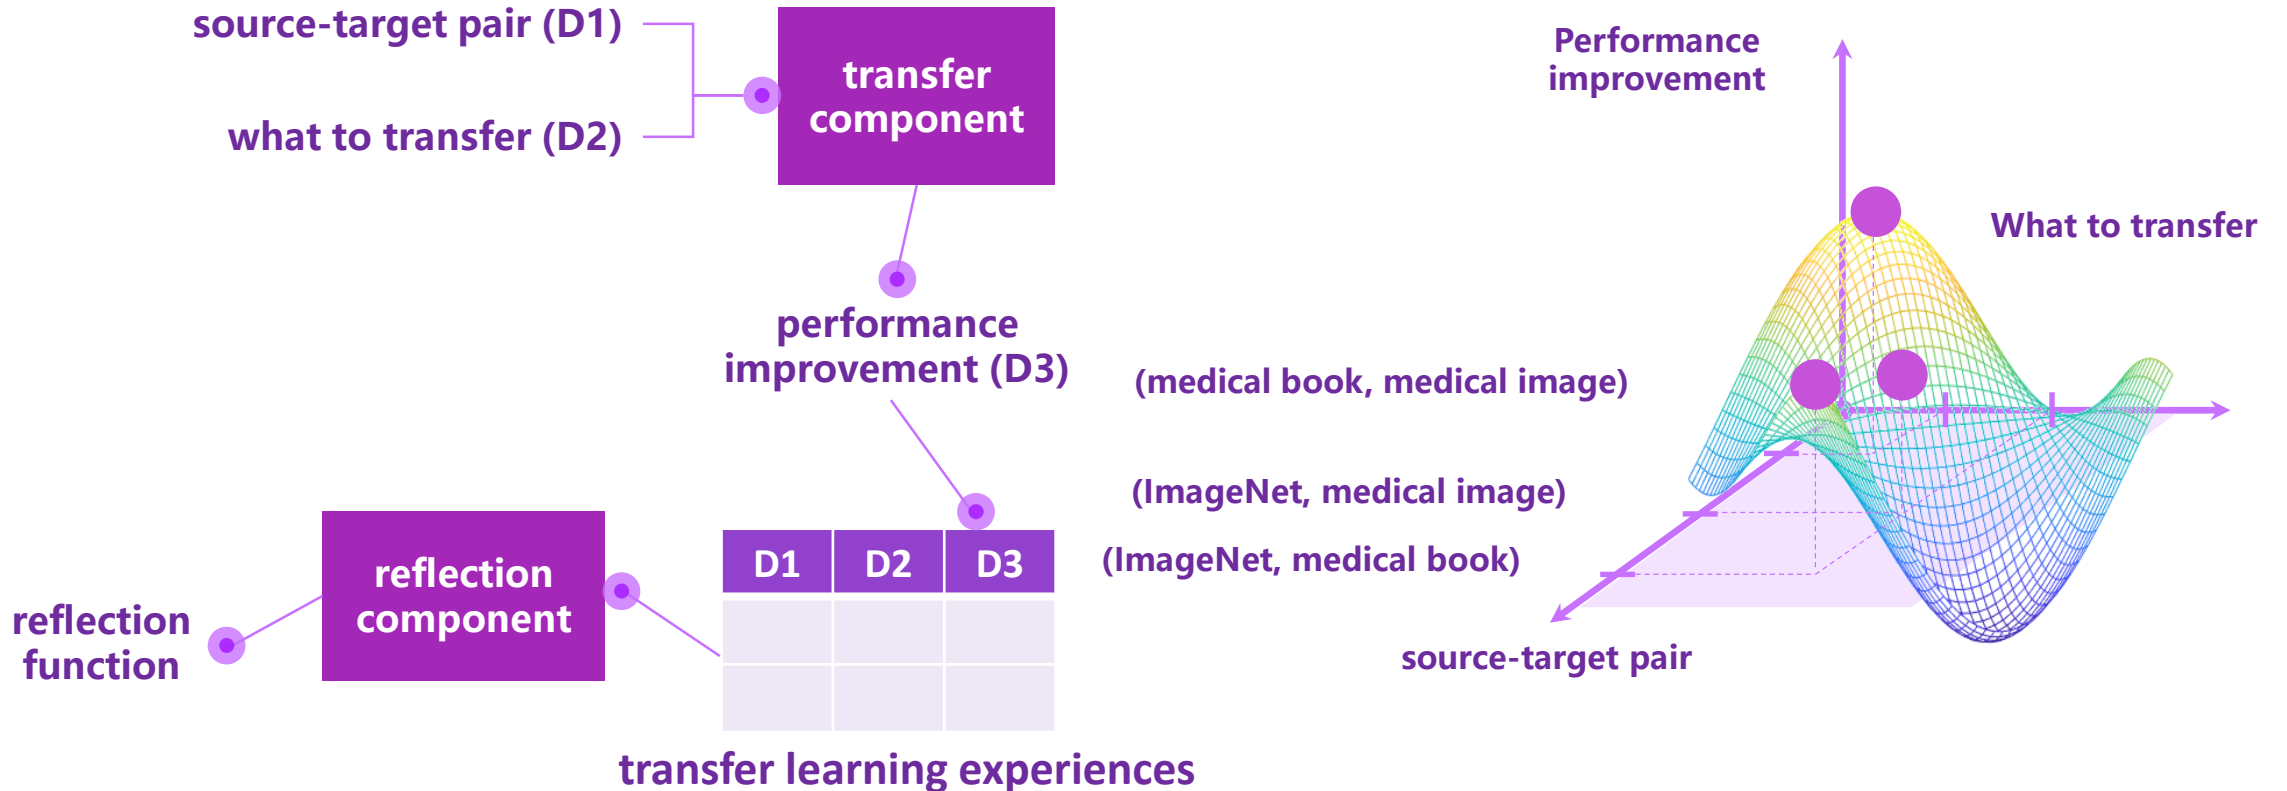 source-target pair (D1)
what to transfer (D2)
transfer
component
performance
improvement (D3)
reflection
function
reflection
component
D1 D2 D3
transfer learning experiences
Performance
improvement
What to transfer
(medical book, medical image)
(ImageNet, medical image)
(ImageNet, medical book)
source-target pair